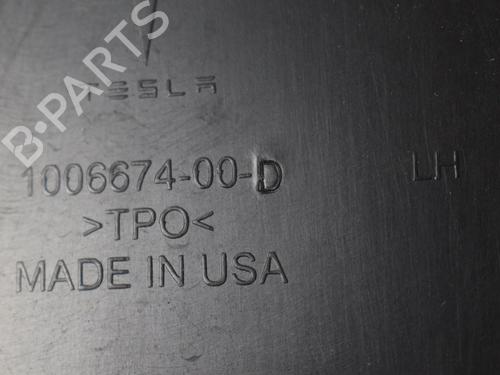 B-PARTS
TESLA
1006674-00-D LH
>TPO<
MADE IN USA